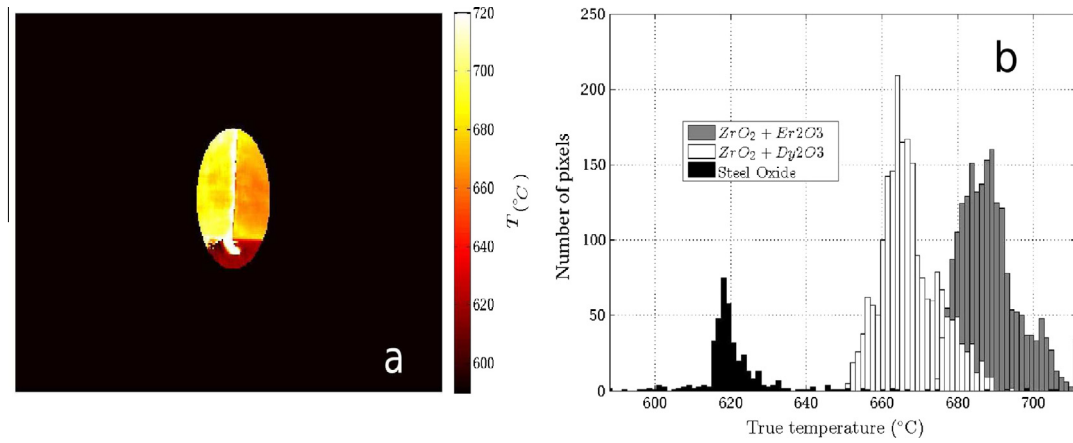 a
720
700
680
660
640
620
600
T (°C)
b
Number of pixels
250
200
150
100
50
0
ZrO2 + Er2O3
ZrO2 + Dy2O3
Steel Oxide
600 620 640 660 680 700
True temperature (°C)